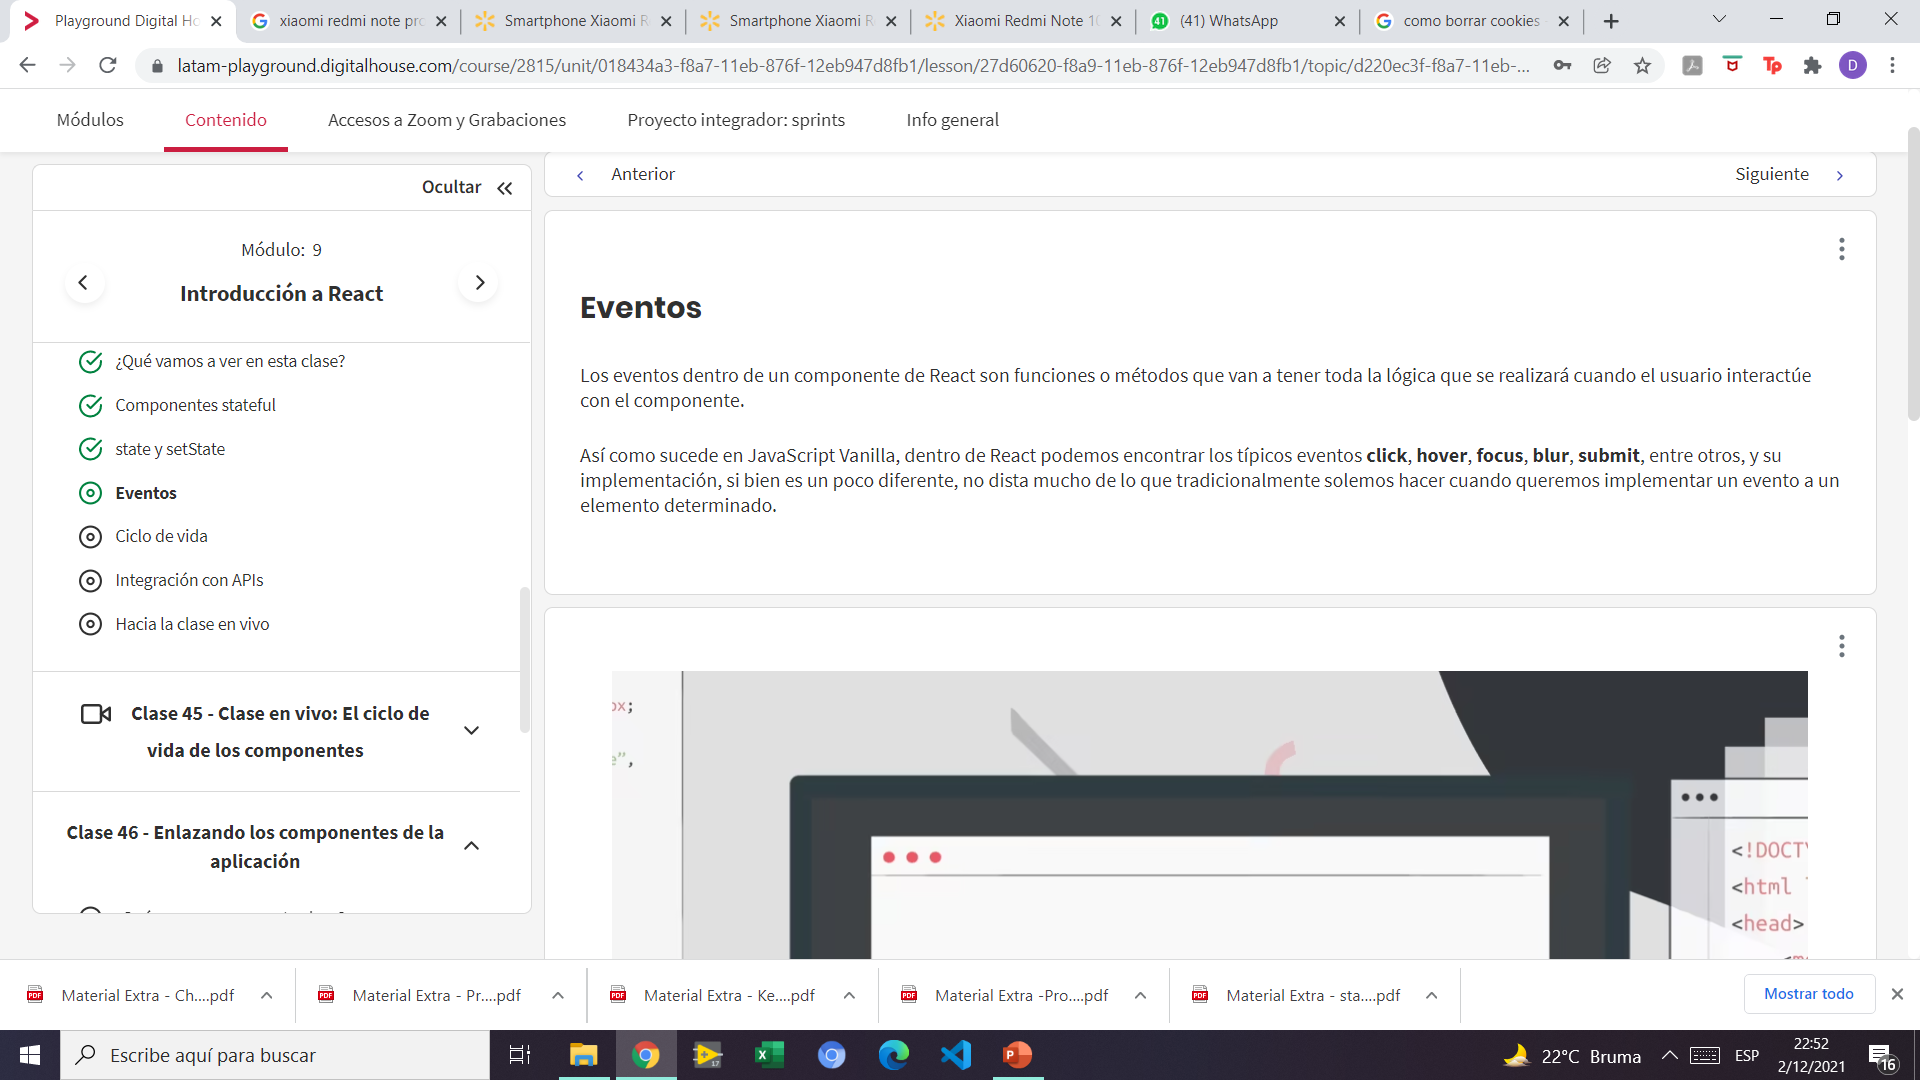 Playground Digital Ho
xiaomi redmi note pro
Smartphone Xiaomi R
Smartphone Xiaomi R
Xiaomi Redmi Note 10
(41) WhatsApp
como borrar cookies
latam-playground.digitalhouse.com/course/2815/unit/018434a3-f8a7-11eb-876f-12eb947d8fb1/lesson/27d60620-f8a9-11eb-876f-12eb947d8fb1/topic/d220ec3f-f8a7-11eb-...
D
Módulos
Contenido
Accesos a Zoom y Grabaciones
Proyecto integrador: sprints
Info general
Ocultar
Módulo: 9
Introducción a React
¿Qué vamos a ver en esta clase?
Componentes stateful
state y setState
Eventos
Ciclo de vida
Integración con APIs
Hacia la clase en vivo
Clase 45 - Clase en vivo: El ciclo de
vida de los componentes
Clase 46 - Enlazando los componentes de la
aplicación
Anterior
Siguiente
Eventos
Los eventos dentro de un componente de React son funciones o métodos que van a tener toda la lógica que se realizará cuando el usuario interactúe
con el componente.
Así como sucede en JavaScript Vanilla, dentro de React podemos encontrar los típicos eventos click, hover, focus, blur, submit, entre otros, y su
implementación, si bien es un poco diferente, no dista mucho de lo que tradicionalmente solemos hacer cuando queremos implementar un evento a un
elemento determinado.
ox;
e",
<!DOCTY
<html
<head>
Material Extra - Ch....pdf
Material Extra - Pr....pdf
Material Extra - Ke....pdf
Material Extra -Pro....pdf
Material Extra - sta....pdf
Mostrar todo
Escribe aquí para buscar
22°C Bruma
ESP
22:52
2/12/2021
16